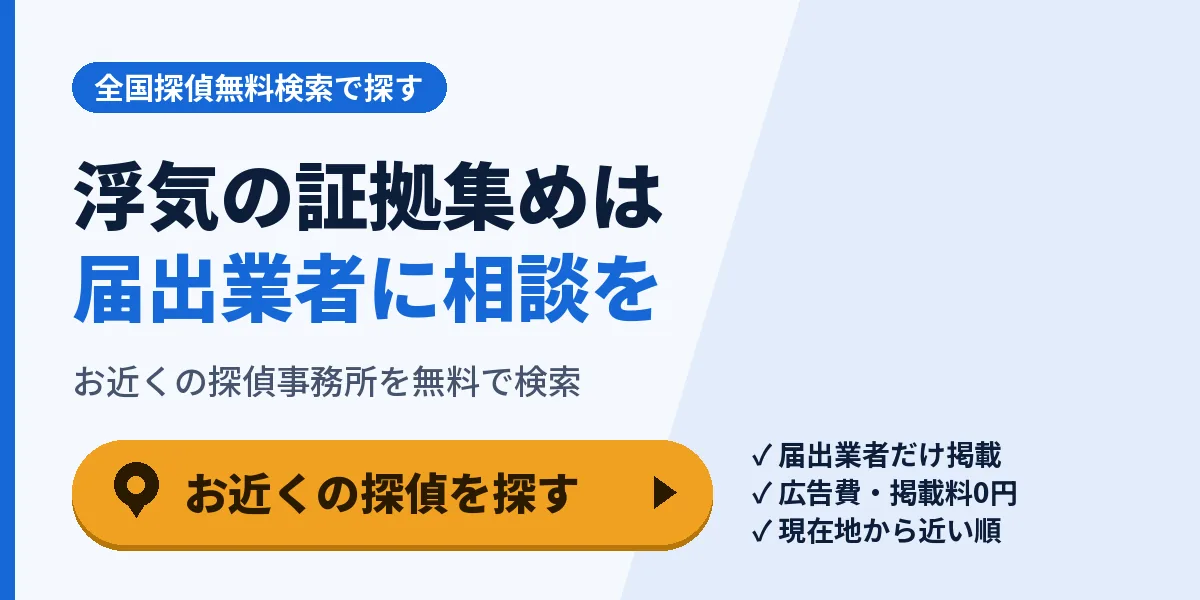 全国探偵無料検索で探す
浮気の証拠集めは
届出業者に相談を
お近くの探偵事務所を無料で検索
お近くの探偵を探す
✓届出業者だけ掲載
✓広告費・掲載料0円
✓現在地から近い順